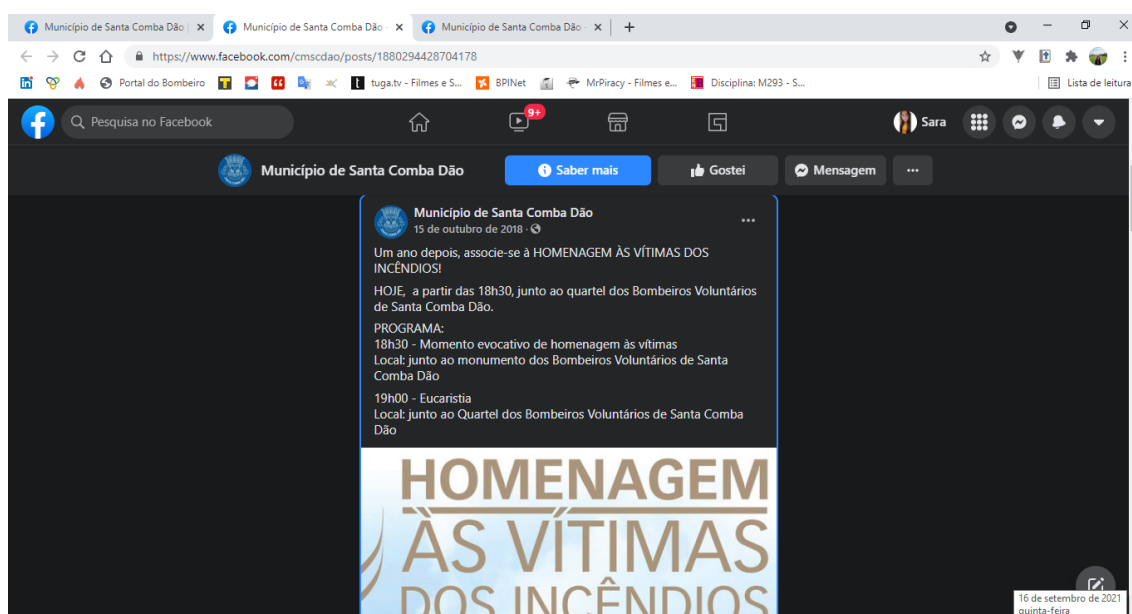 Município de Santa Comba Dão |
Município de Santa Comba Dão -
Município de Santa Comba Dão -
https://www.facebook.com/cmscdao/posts/1880294428704178
Portal do Bombeiro
tuga.tv - Filmes e S...
BPINet
MrPiracy - Filmes e...
Disciplina: M293 - S...
Lista de leitura
Pesquisa no Facebook
9+
Sara
Município de Santa Comba Dão
Saber mais
Gostei
Mensagem
Município de Santa Comba Dão
15 de outubro de 2018 ·
Um ano depois, associe-se à HOMENAGEM ÀS VÍTIMAS DOS
INCÊNDIOS!
HOJE, a partir das 18h30, junto ao quartel dos Bombeiros Voluntários
de Santa Comba Dão.
PROGRAMA:
18h30 - Momento evocativo de homenagem às vítimas
Local: junto ao monumento dos Bombeiros Voluntários de Santa
Comba Dão
19h00 - Eucaristia
Local: junto ao Quartel dos Bombeiros Voluntários de Santa Comba
Dão
HOMENAGEM
ÀS VÍTIMAS
DOS INCÊNDIOS
16 de setembro de 2021
quinta-feira